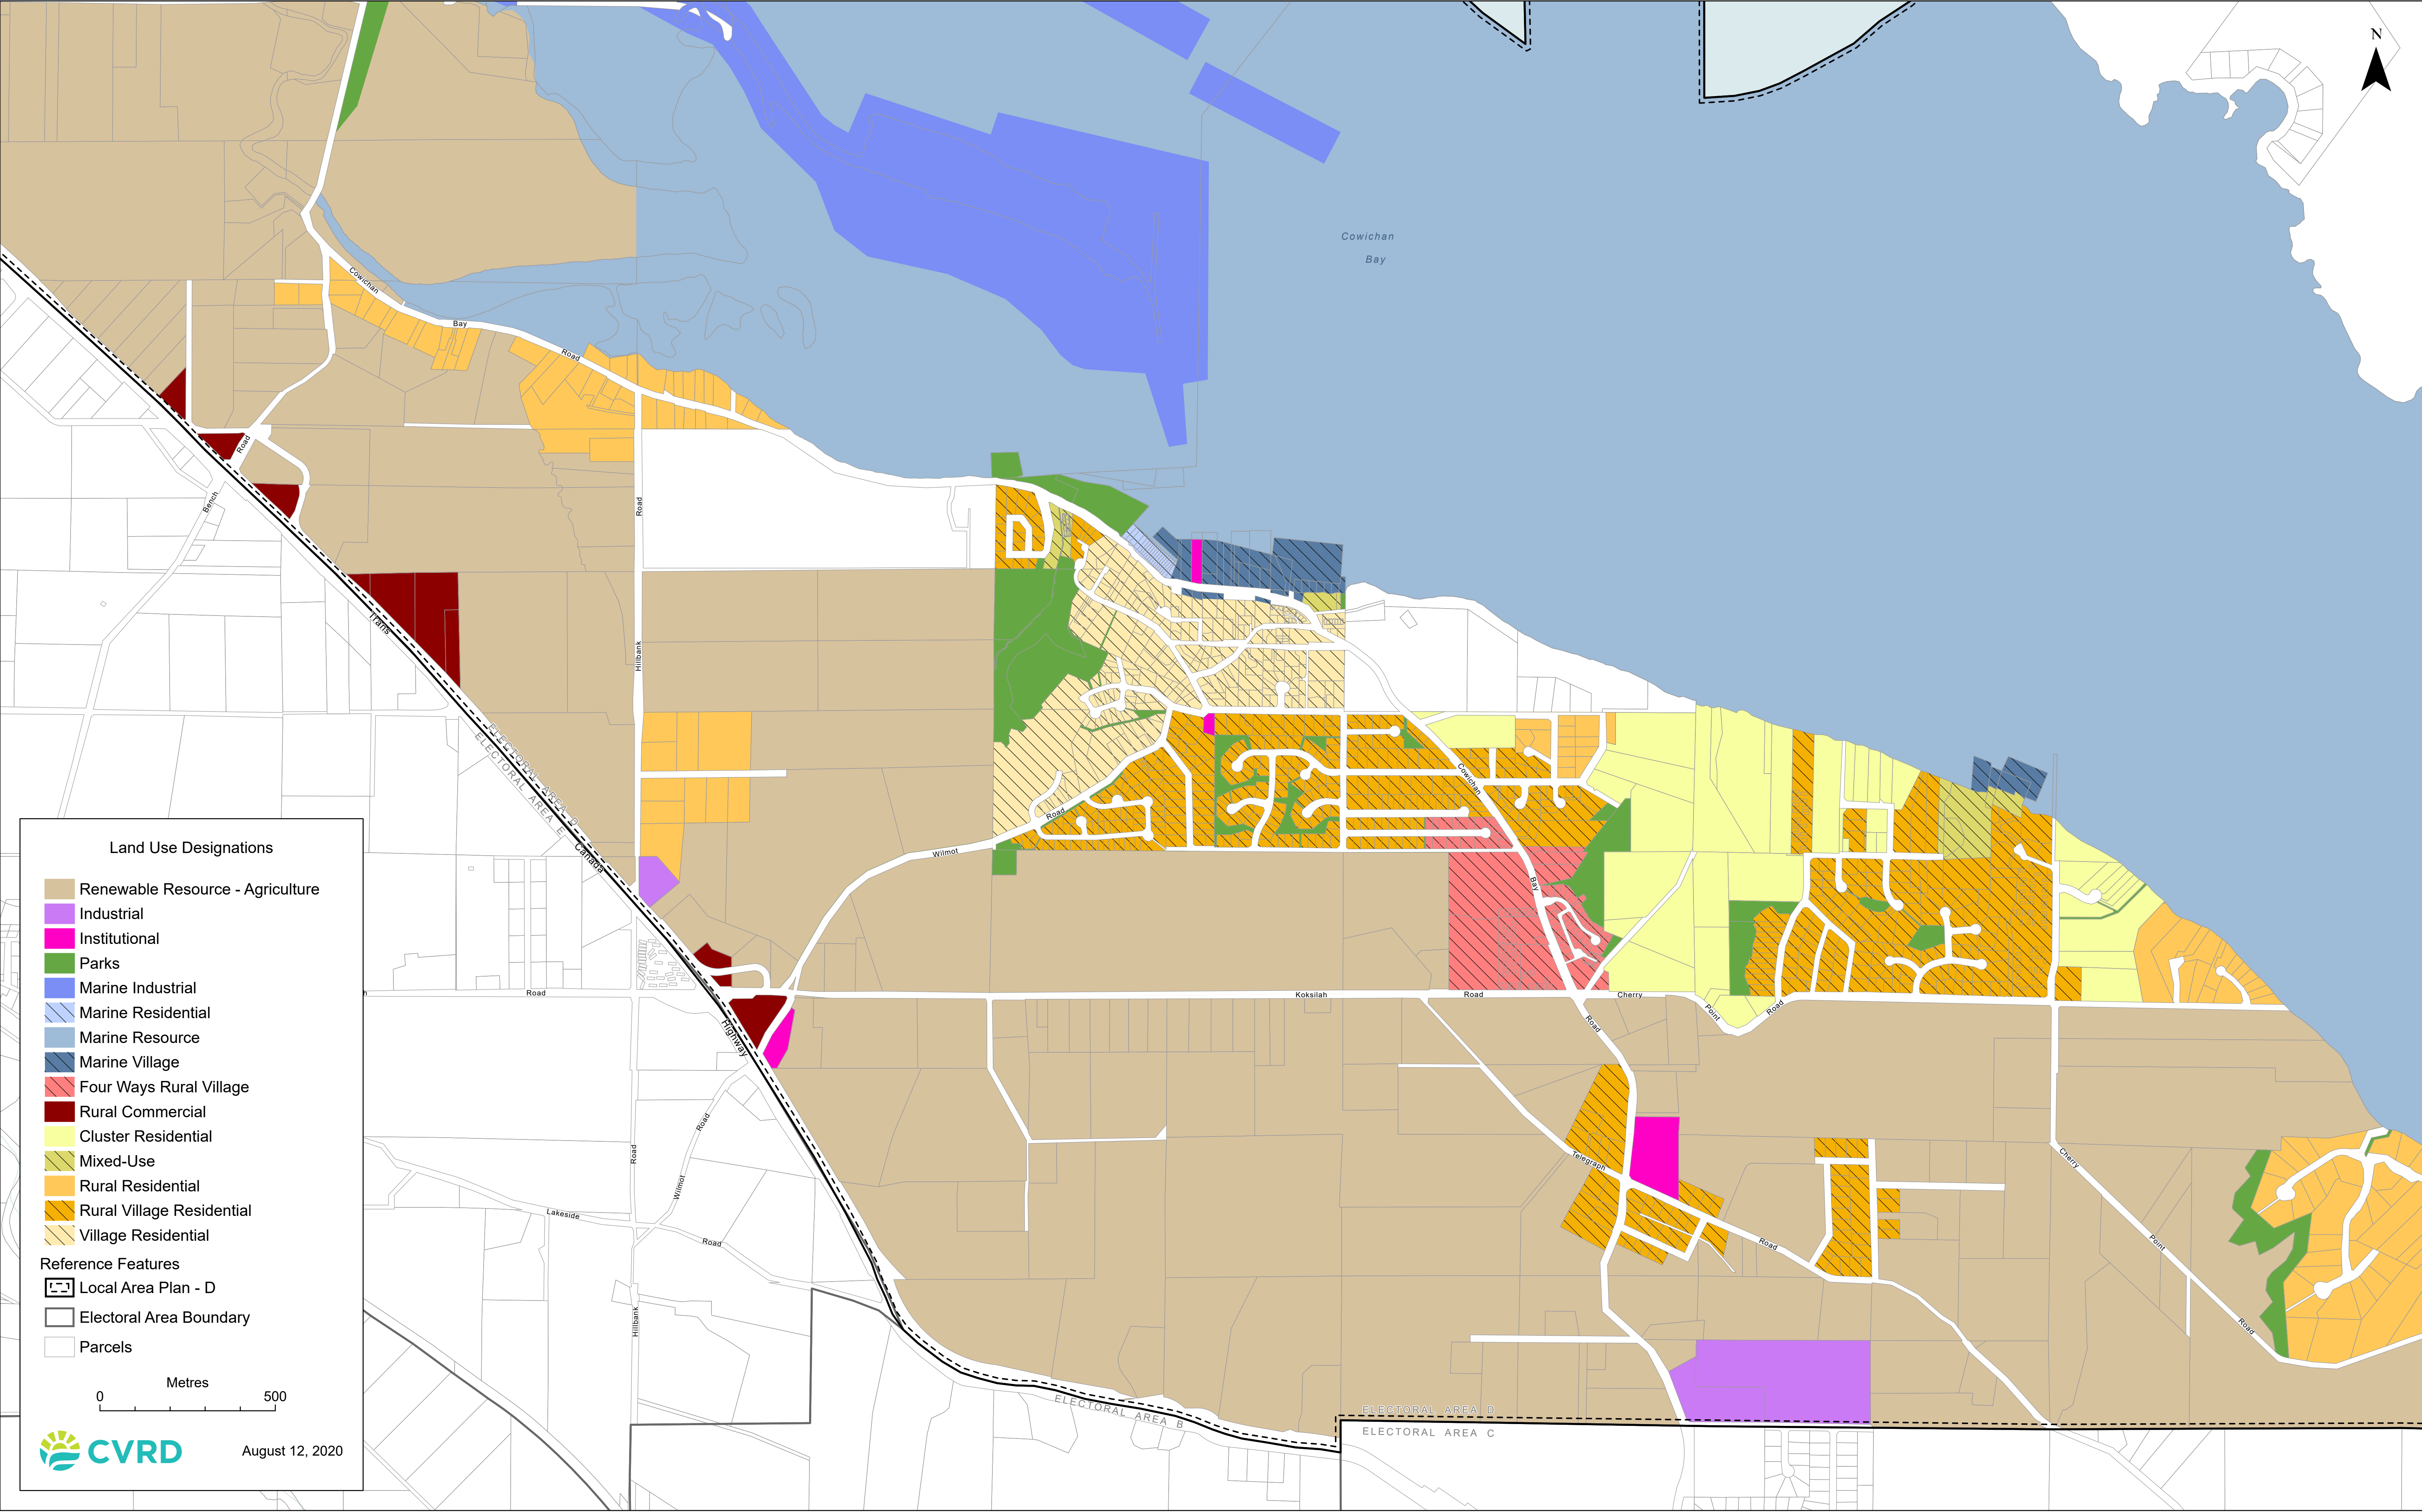 N
Cowichan
Bay
Cowichan
Bay
Road
Road
Bench
Road
Trans
Hillbank
ELECTORAL AREA D
ELECTORAL AREA E
Canada
Cowichan
Road
Wilmot
Bay
Land Use Designations
Renewable Resource - Agriculture
Industrial
Institutional
Parks
Marine Industrial
Marine Residential
Marine Resource
Marine Village
Four Ways Rural Village
Rural Commercial
Cluster Residential
Mixed-Use
Rural Residential
Rural Village Residential
Village Residential
Reference Features
Local Area Plan - D
Electoral Area Boundary
Parcels
Metres
0 500
CVRD
August 12, 2020
h
Road
Koksilah
Road
Cherry
Point
Road
Highway
Road
Road
Road
Wilmot
Telegraph
Road
Cherry
Point
Road
Lakeside
Road
Hillbank
ELECTORAL AREA B
ELECTORAL AREA D
ELECTORAL AREA C